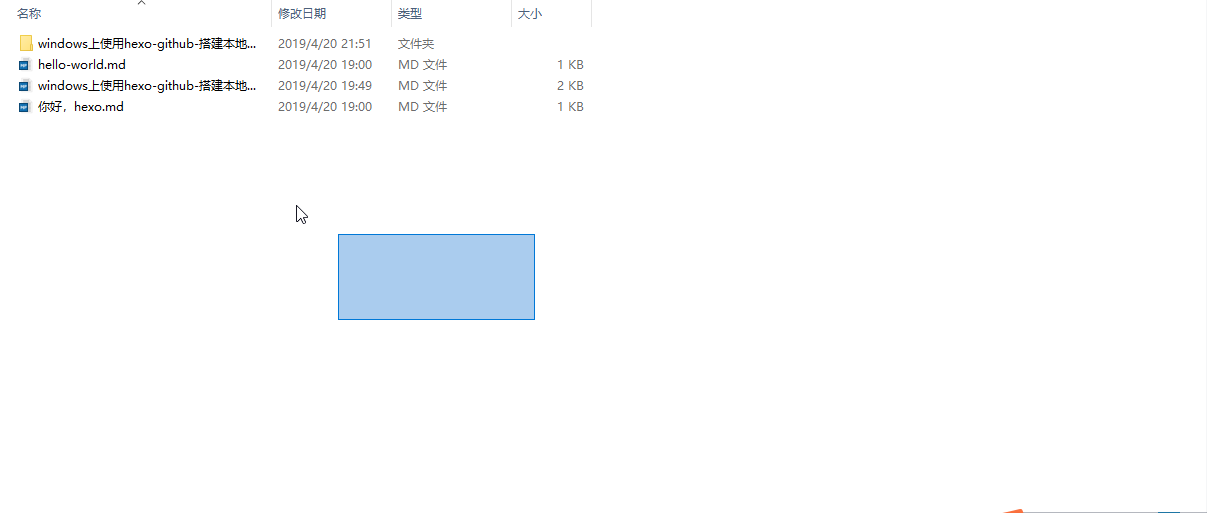 名称 修改日期 类型 大小
windows上使用hexo-github-搭建本地... 2019/4/20 21:51 文件夹
hello-world.md 2019/4/20 19:00 MD 文件 1 KB
windows上使用hexo-github-搭建本地... 2019/4/20 19:49 MD 文件 2 KB
你好，hexo.md 2019/4/20 19:00 MD 文件 1 KB